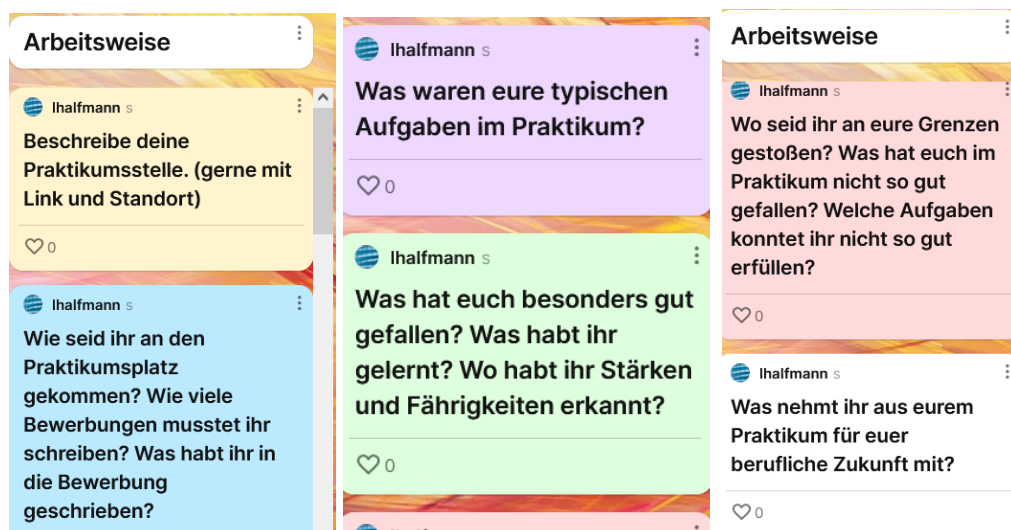 Arbeitsweise
lhalfmann s
Beschreibe deine
Praktikumsstelle. (gerne mit
Link und Standort)
0
lhalfmann s
Wie seid ihr an den
Praktikumsplatz
gekommen? Wie viele
Bewerbungen musstet ihr
schreiben? Was habt ihr in
die Bewerbung
geschrieben?
lhalfmann s
Was waren eure typischen
Aufgaben im Praktikum?
0
lhalfmann s
Was hat euch besonders gut
gefallen? Was habt ihr
gelernt? Wo habt ihr Stärken
und Fährigkeiten erkannt?
0
Arbeitsweise
lhalfmann s
Wo seid ihr an eure Grenzen
gestoßen? Was hat euch im
Praktikum nicht so gut
gefallen? Welche Aufgaben
konntet ihr nicht so gut
erfüllen?
0
lhalfmann s
Was nehmt ihr aus eurem
Praktikum für euer
berufliche Zukunft mit?
0